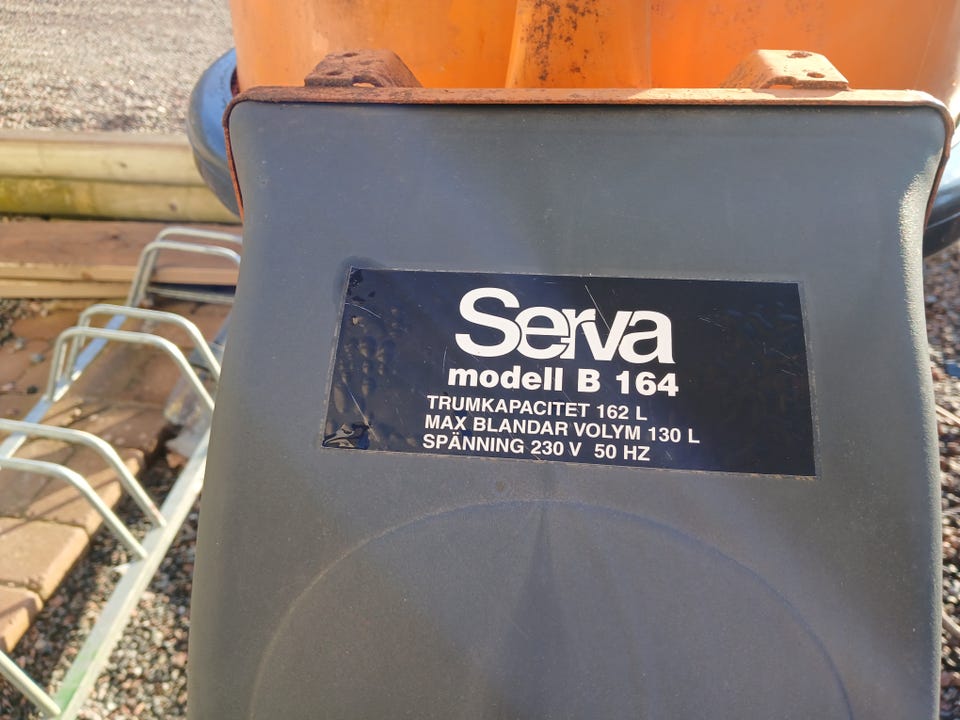 Serva
modell B 164
TRUMKAPACITET 162 L
MAX BLANDAR VOLYM 130 L
SPÄNNING 230 V 50 HZ